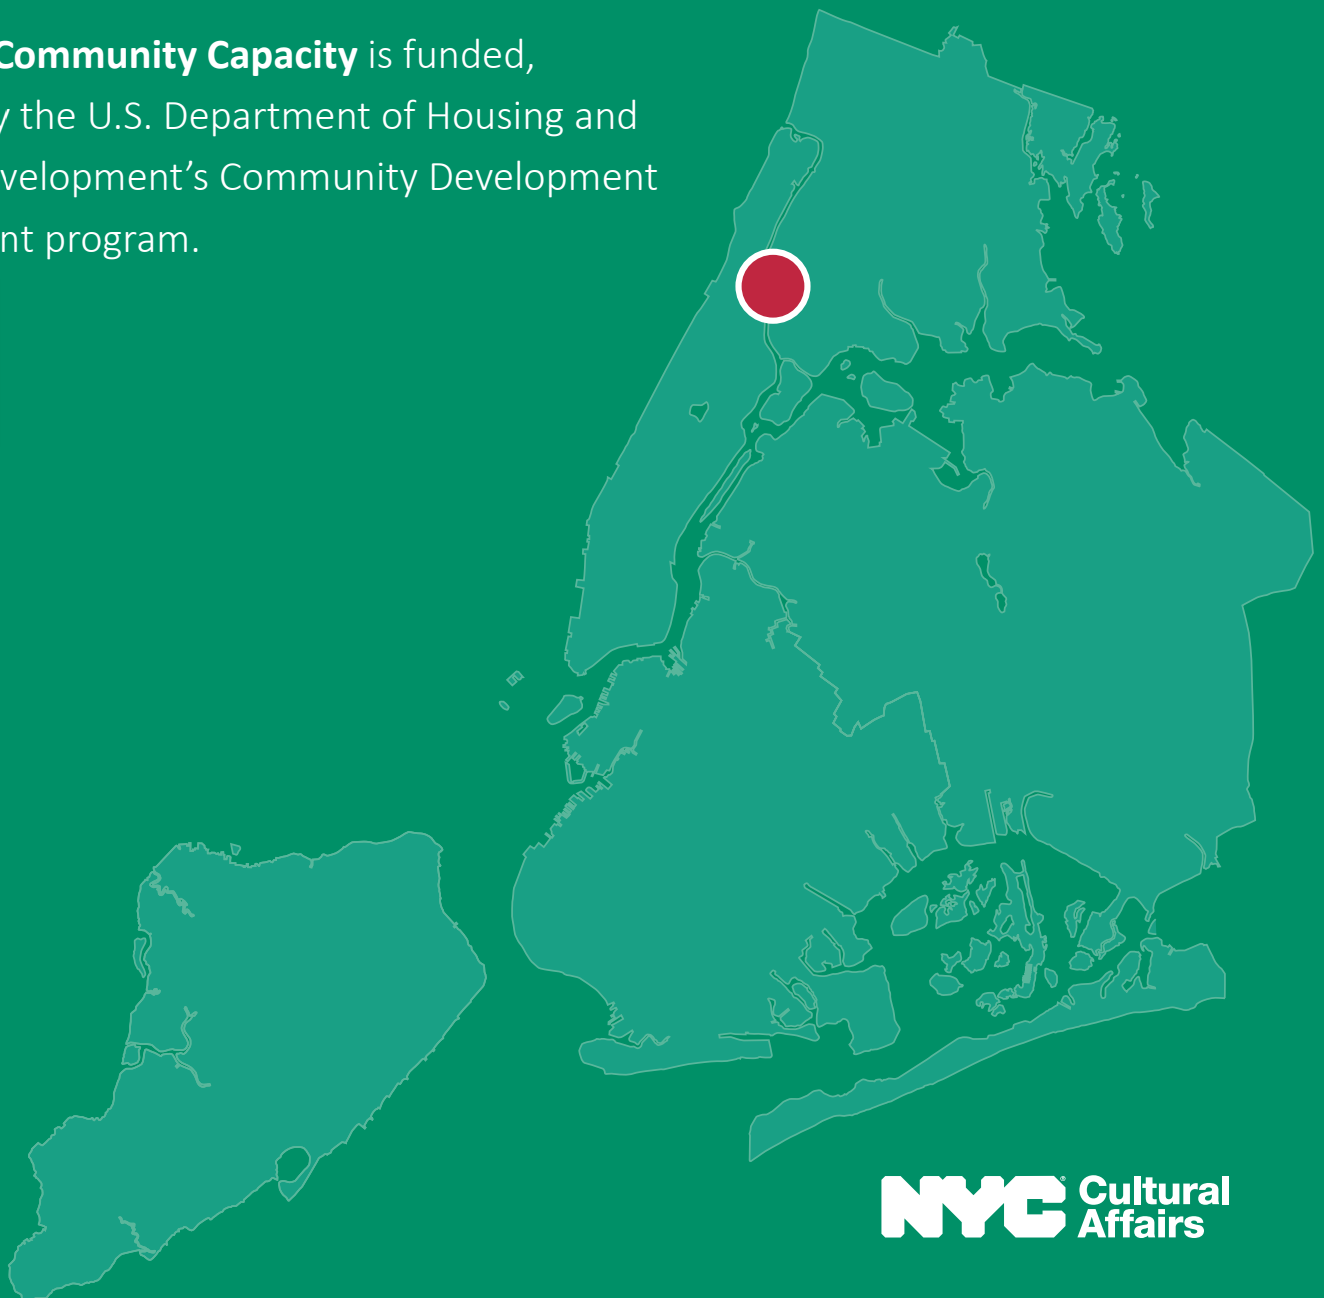 Community Capacity is funded,
y the U.S. Department of Housing and
velopment’s Community Development
nt program.
NYC Cultural
Affairs